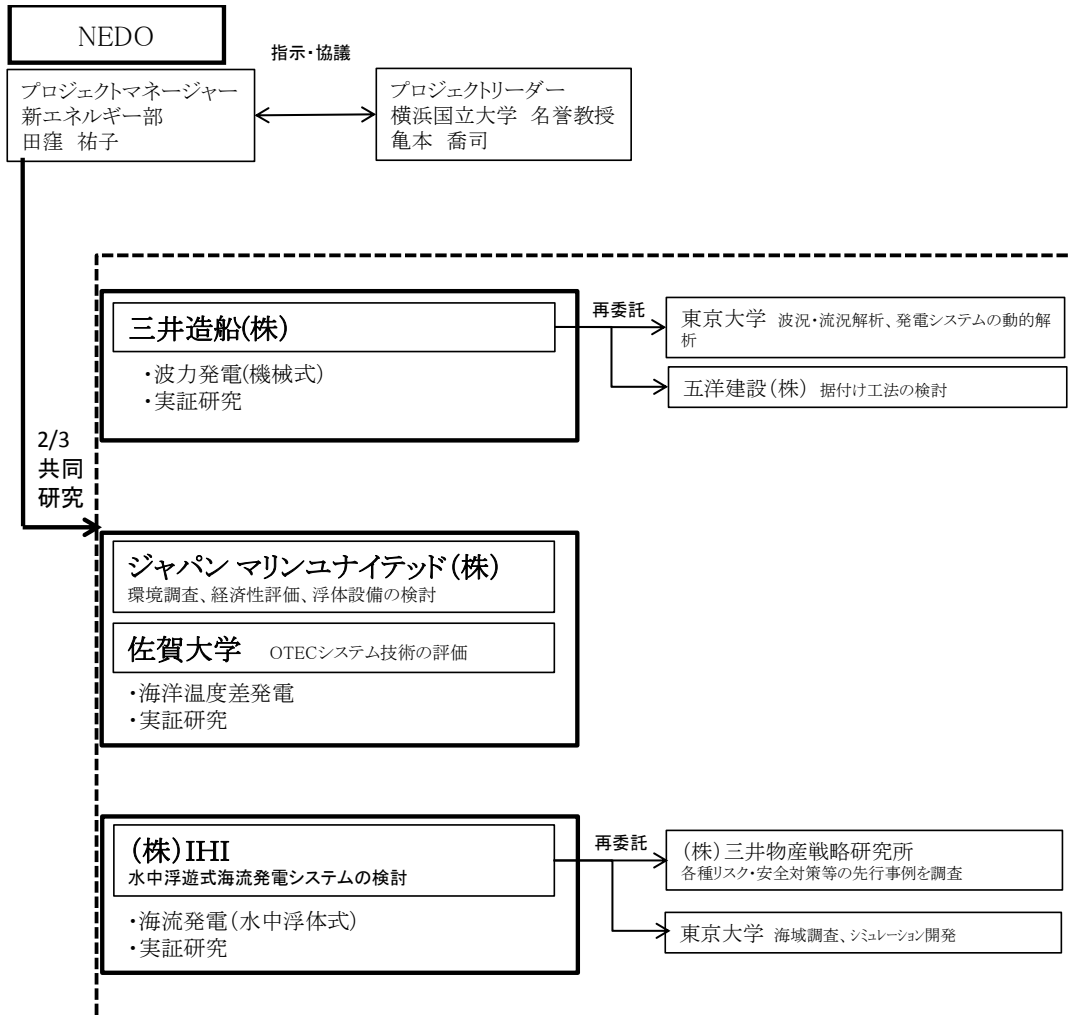 NEDO
指示・協議
プロジェクトマネージャー
新エネルギー部
田窪 祐子
プロジェクトリーダー
横浜国立大学 名誉教授
亀本 喬司
三井造船(株)
・波力発電(機械式)
・実証研究
再委託
東京大学 波況・流況解析、発電システムの動的解
析
五洋建設(株) 据付け工法の検討
2/3
共同
研究
ジャパン マリンユナイテッド(株)
環境調査、経済性評価、浮体設備の検討
佐賀大学 OTECシステム技術の評価
・海洋温度差発電
・実証研究
(株)IHI
水中浮遊式海流発電システムの検討
・海流発電(水中浮体式)
・実証研究
再委託
(株)三井物産戦略研究所
各種リスク・安全対策等の先行事例を調査
東京大学 海域調査、シミュレーション開発